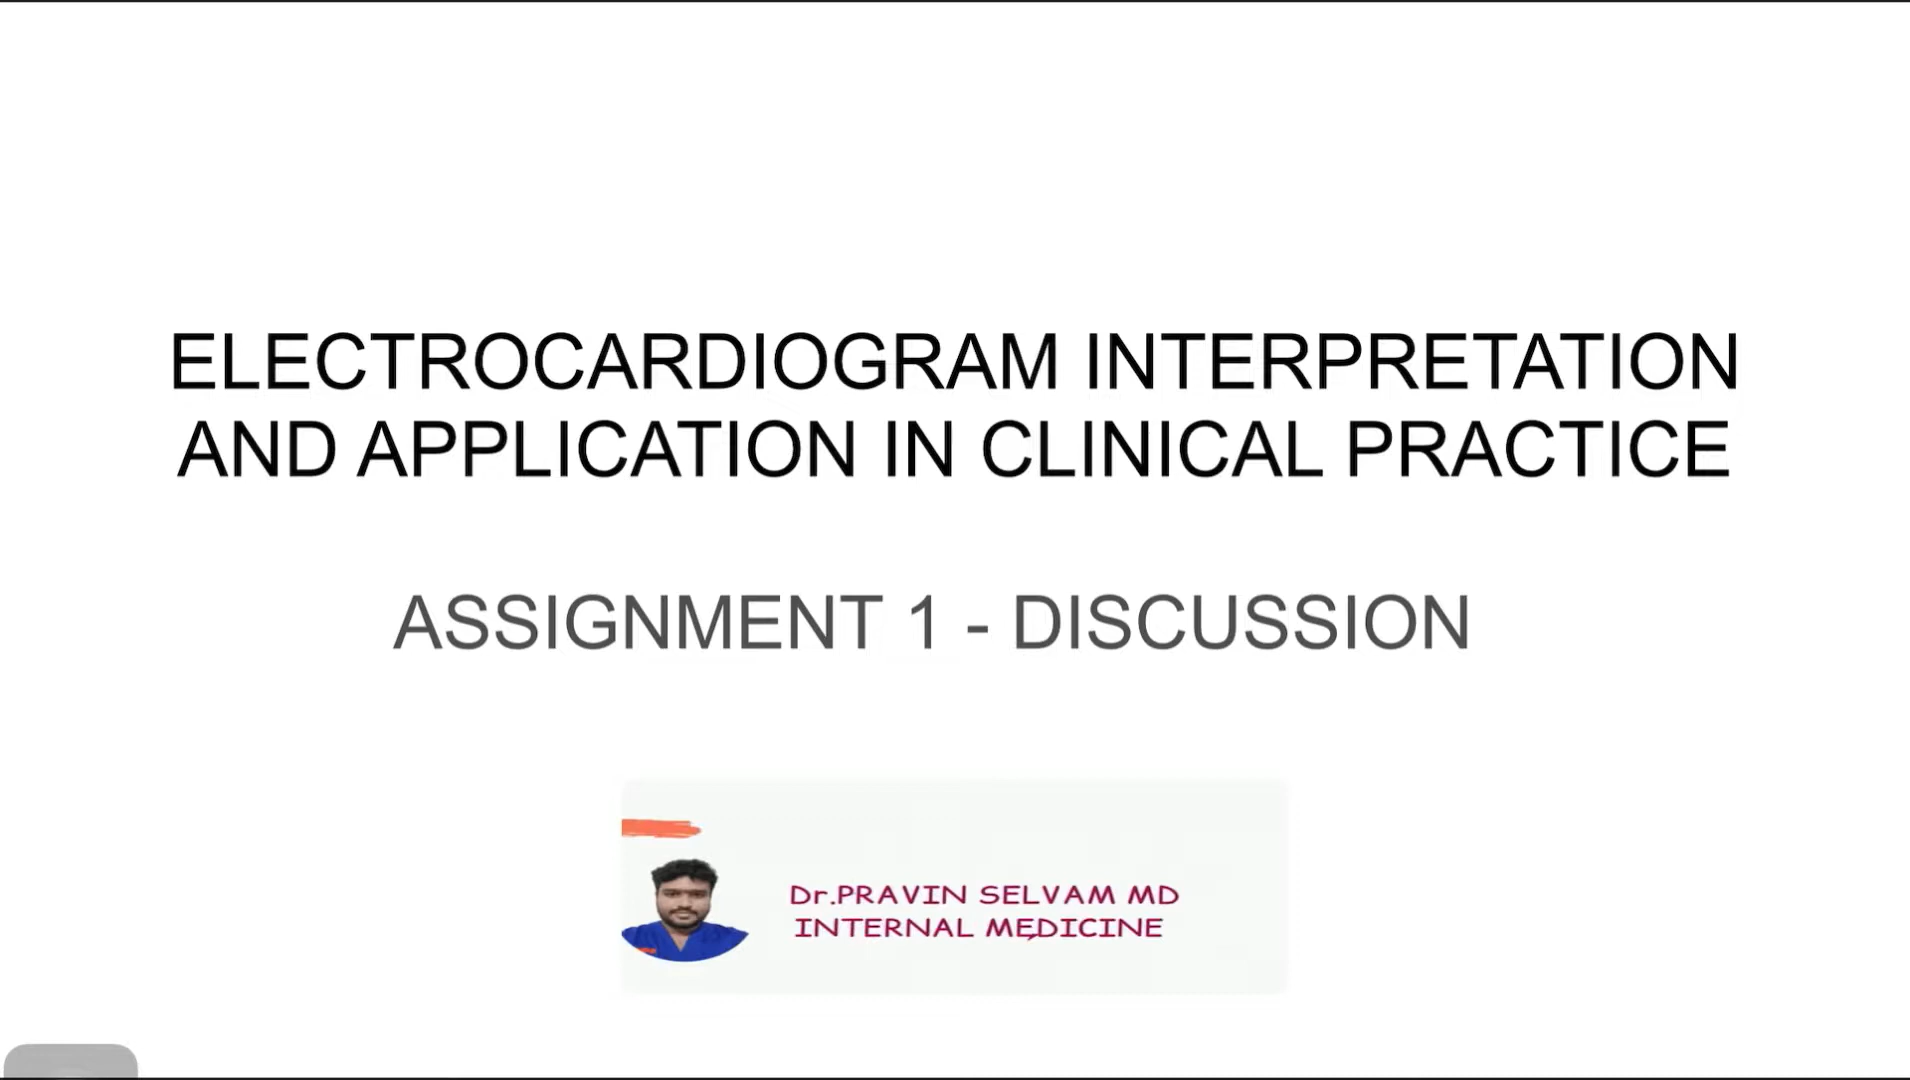 ELECTROCARDIOGRAM INTERPRETATION
AND APPLICATION IN CLINICAL PRACTICE
ASSIGNMENT 1 - DISCUSSION
Dr.PRAVIN SELVAM MD
INTERNAL MEDICINE